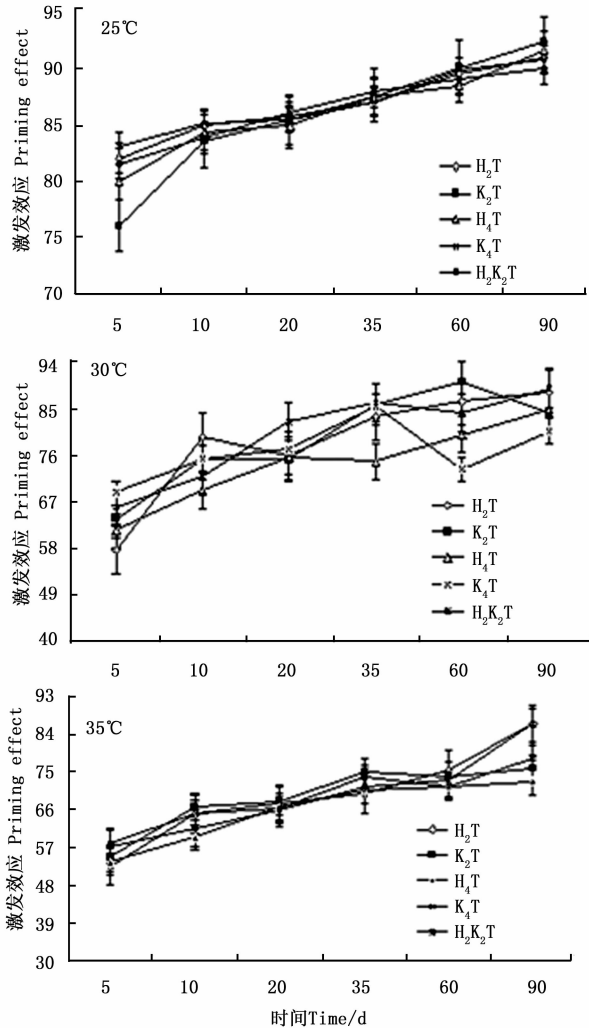 激发效应 Priming effect
25℃
95
90
85
80
75
70
H₂T
K₂T
H₄T
K₄T
H₂K₂T
5 10 20 35 60 90
激发效应 Priming effect
30℃
94
85
76
67
58
49
40
H₂T
K₂T
H₄T
K₄T
H₂K₂T
5 10 20 35 60 90
激发效应 Priming effect
35℃
93
84
75
66
57
48
39
30
H₂T
K₂T
H₄T
K₄T
H₂K₂T
5 10 20 35 60 90
时间Time/d